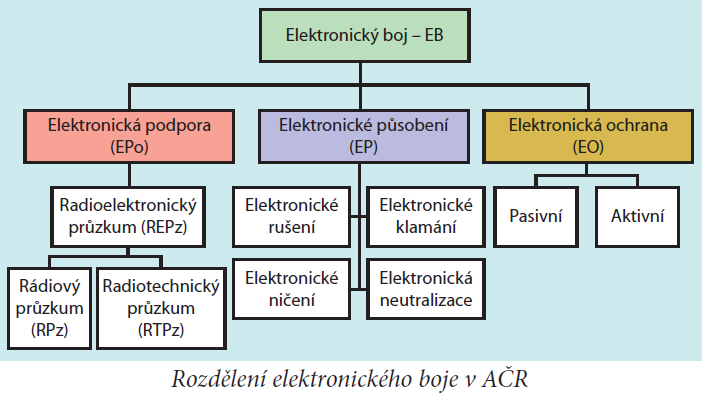 Elektronický boj – EB
Elektronická podpora
(EPo)
Elektronické působení
(EP)
Elektronická ochrana
(EO)
Radioelektronický
průzkum (REPz)
Rádiový
průzkum
(RPz)
Radiotechnický
průzkum
(RTPz)
Elektronické
rušení
Elektronické
klamání
Elektronické
ničení
Elektronická
neutralizace
Pasivní
Aktivní
Rozdělení elektronického boje v AČR